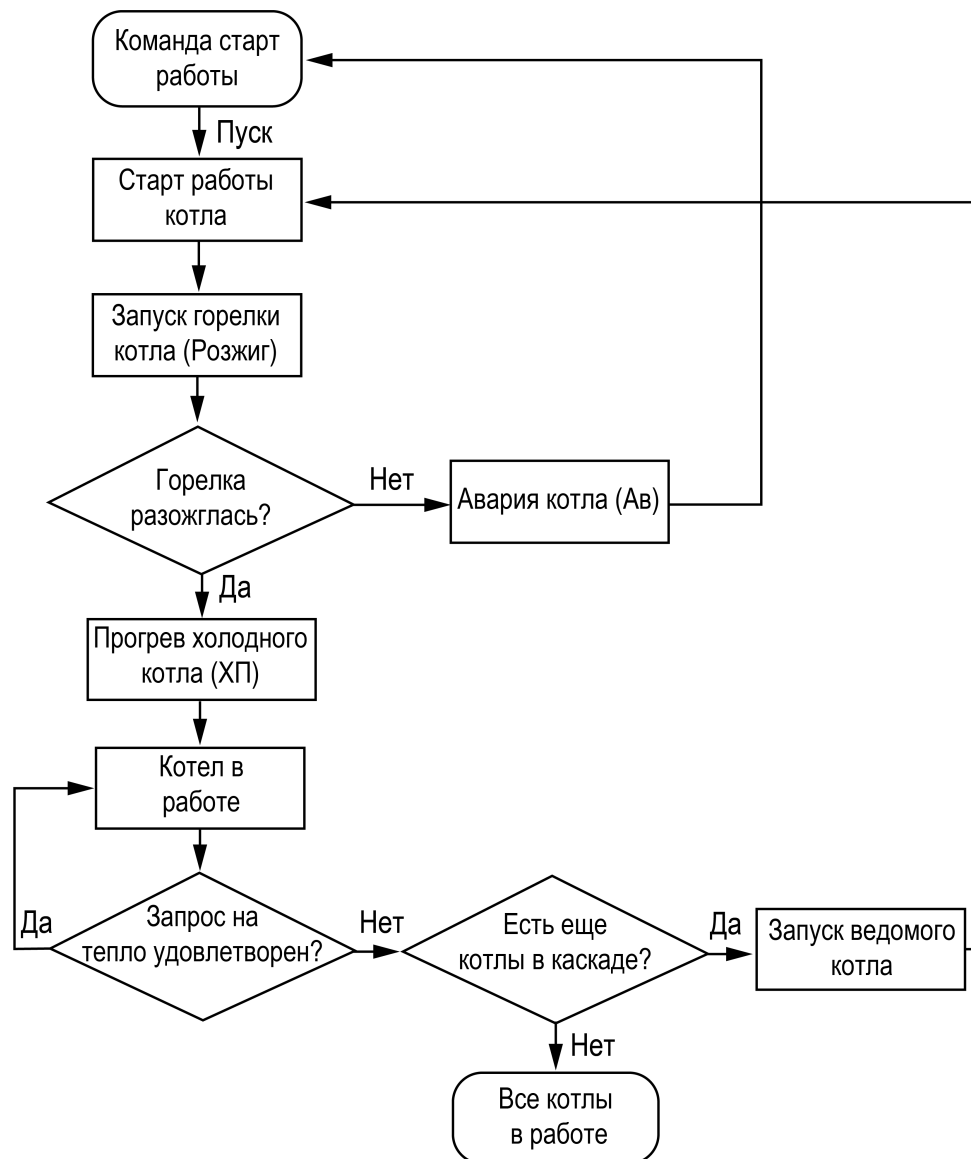 Команда старт
работы
Пуск
Старт работы
котла
Запуск горелки
котла (Розжиг)
Горелка
разожглась?
Нет
Авария котла (Ав)
Да
Прогрев холодного
котла (ХП)
Котел в
работе
Да
Запрос на
тепло удовлетворен?
Нет
Есть еще
котлы в каскаде?
Да
Запуск ведомого
котла
Нет
Все котлы
в работе